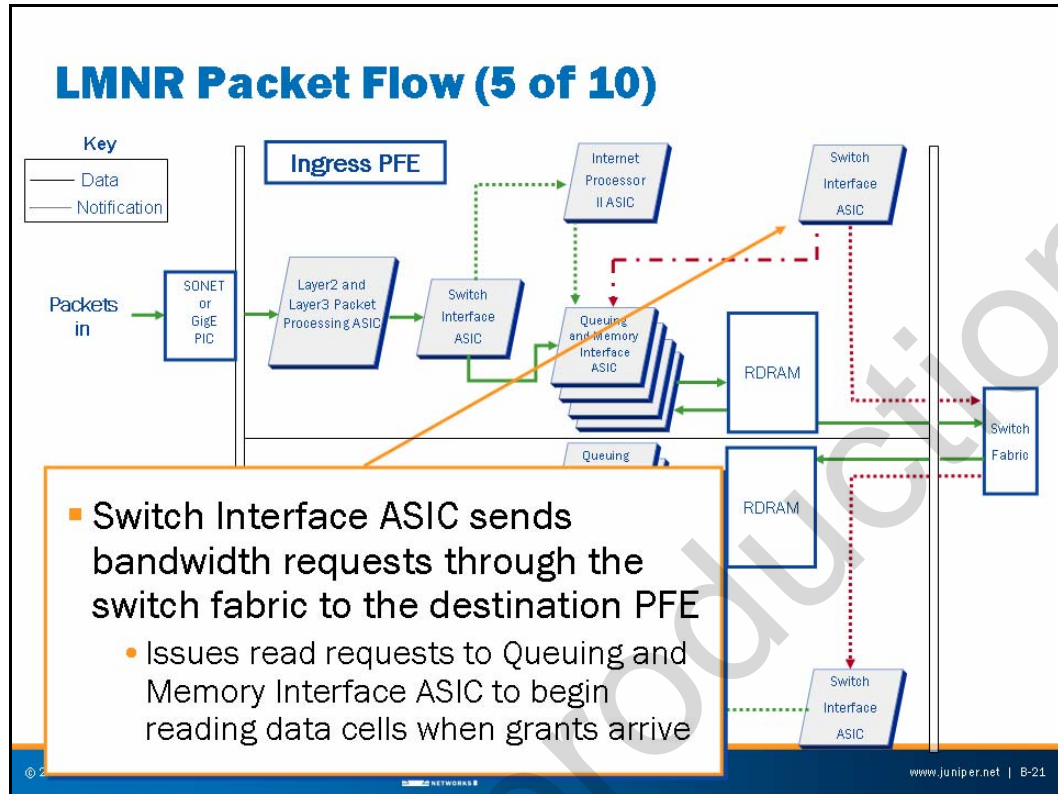 LMNR Packet Flow (5 of 10)
Key
Data
Notification
Ingress PFE
Internet
Processor
II ASIC
Switch
Interface
ASIC
Packets
in
SONET
or
GigE
PIC
Layer2 and
Layer3 Packet
Processing ASIC
Switch
Interface
ASIC
Queuing
and Memory
Interface
ASIC
RDRAM
Switch
Fabric
Queuing
RDRAM
Switch Interface ASIC sends
bandwidth requests through the
switch fabric to the destination PFE
Issues read requests to Queuing and
Memory Interface ASIC to begin
reading data cells when grants arrive
Switch
Interface
ASIC
© 2
NETWORKS
www.juniper.net | B-21
production